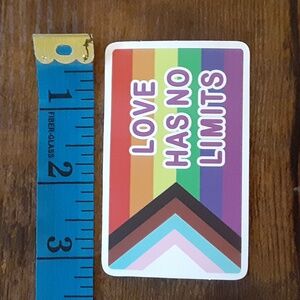 LOVE
HAS NO
LIMITS
1
FIBER-GLASS
2
3